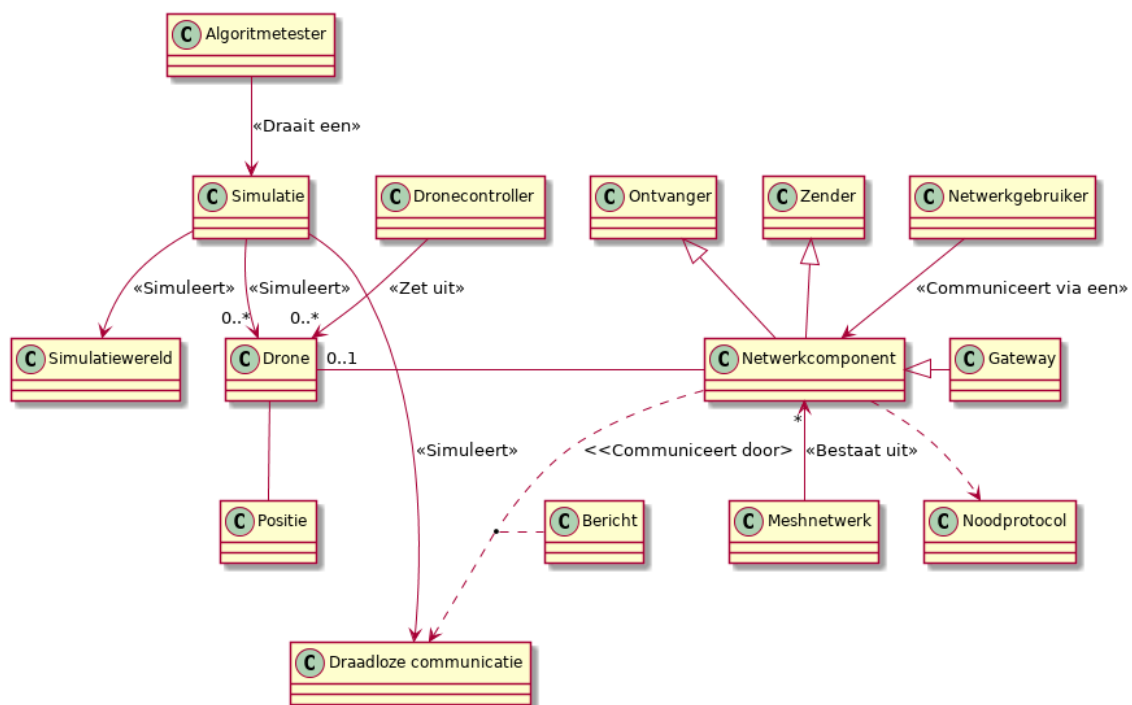 C Algoritmetester
«Draait een»
C Simulatie
C Dronecontroller
C Ontvanger
C Zender
C Netwerkgebruiker
«Simuleert»
«Simuleert»
«Zet uit»
«Communiceert via een»
0..*
0..*
C Simulatiewereld
C Drone
0..1
C Netwerkcomponent
C Gateway
*
«Simuleert»
<<Communiceert door>
«Bestaat uit»
C Positie
C Bericht
C Meshnetwerk
C Noodprotocol
C Draadloze communicatie